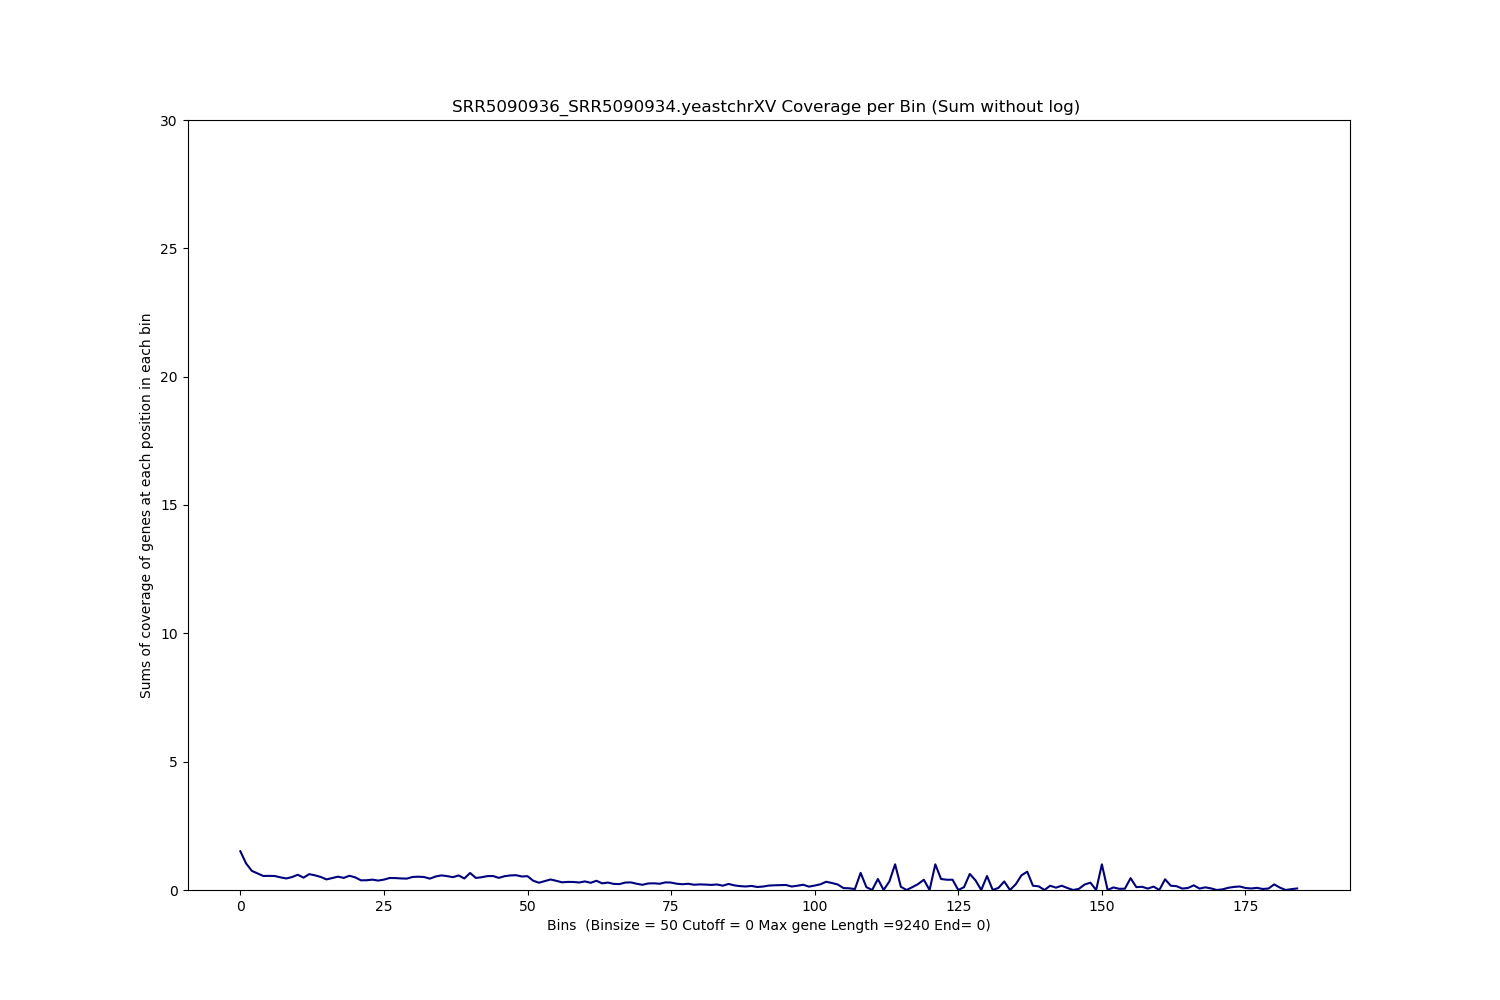 SRR5090936_SRR5090934.yeastchrXV Coverage per Bin (Sum without log)
30
25
20
15
10
5
0
Sums of coverage of genes at each position in each bin
0 25 50 75 100 125 150 175
Bins  (Binsize = 50 Cutoff = 0 Max gene Length =9240 End= 0)